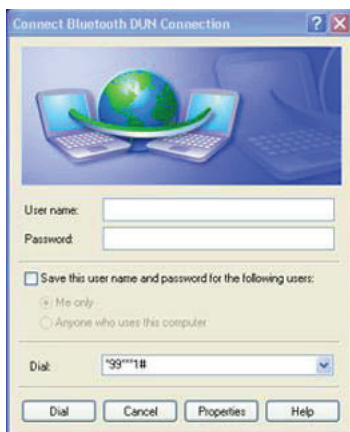 Connect Bluetooth DUN Connection
User name:
Password:
Save this user name and password for the following users:
Me only
Anyone who uses this computer
Dial: *99***1#
Dial Cancel Properties Help